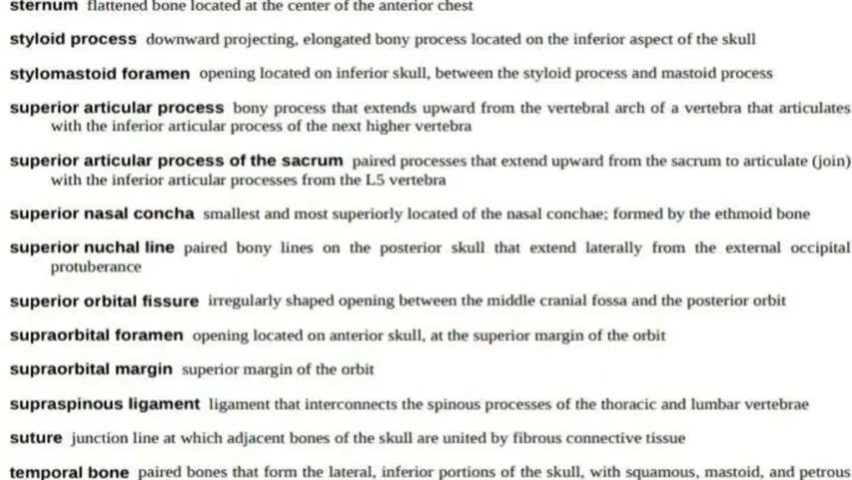 sternum flattened bone located at the center of the anterior chest
styloid process downward projecting, elongated bony process located on the inferior aspect of the skull
stylomastoid foramen opening located on inferior skull, between the styloid process and mastoid process
superior articular process bony process that extends upward from the vertebral arch of a vertebra that articulates
with the inferior articular process of the next higher vertebra
superior articular process of the sacrum paired processes that extend upward from the sacrum to articulate (join)
with the inferior articular processes from the L5 vertebra
superior nasal concha smallest and most superiorly located of the nasal conchae; formed by the ethmoid bone
superior nuchal line paired bony lines on the posterior skull that extend laterally from the external occipital
protuberance
superior orbital fissure irregularly shaped opening between the middle cranial fossa and the posterior orbit
supraorbital foramen opening located on anterior skull, at the superior margin of the orbit
supraorbital margin superior margin of the orbit
supraspinous ligament ligament that interconnects the spinous processes of the thoracic and lumbar vertebrae
suture junction line at which adjacent bones of the skull are united by fibrous connective tissue
temporal bone paired bones that form the lateral, inferior portions of the skull, with squamous, mastoid, and petrous